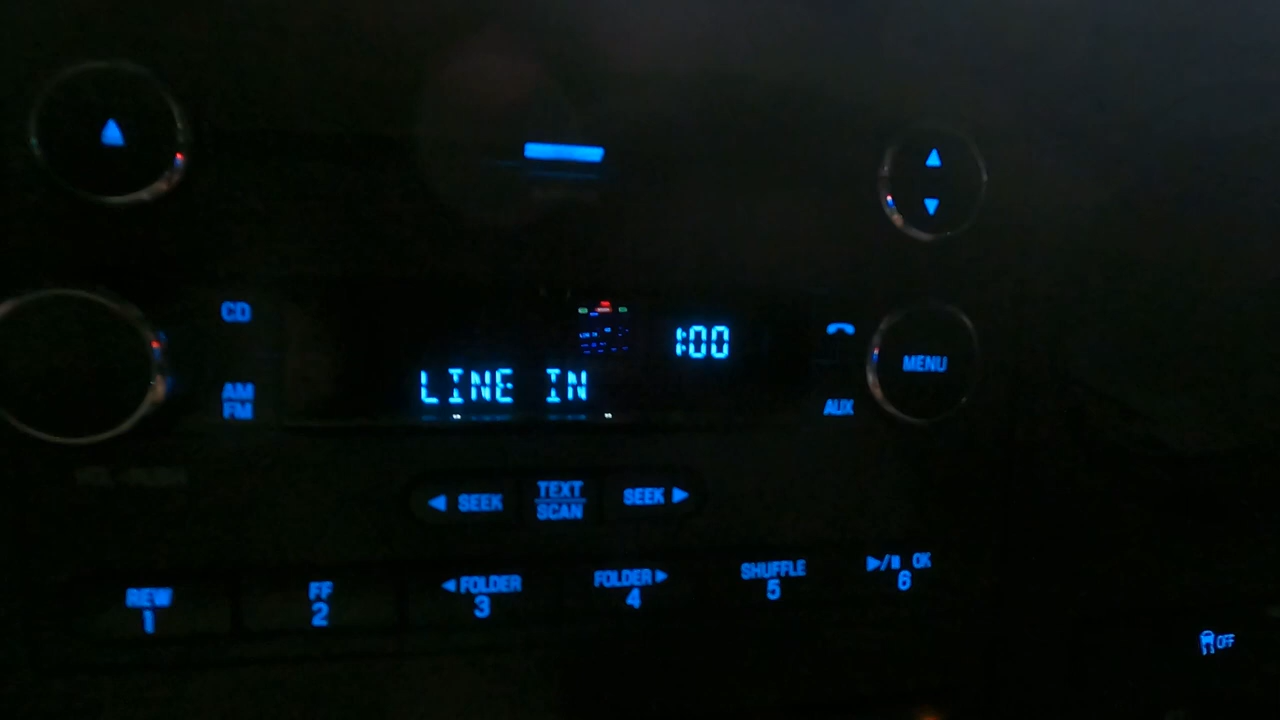 CD
1:00
MENU
LINE IN
AM
FM
AUX
SEEK
TEXT
SCAN
SEEK
REW
1
FF
2
FOLDER
3
FOLDER
4
SHUFFLE
5
OK
6
OFF